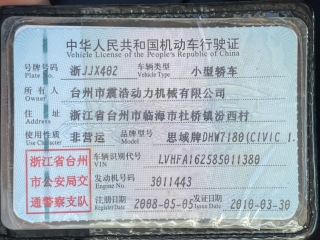 中华人民共和国机动车行驶证
Vehicle License of the People's Republic of China
号牌号码 浙JJX402 车辆类型 小型轿车
Plate No. Vehicle Type
所有人 台州市震浩动力机械有限公司
Owner
住址 浙江省台州市临海市杜桥镇汾西村
Address
使用性质 非营运 品牌型号 思域牌DHW7180(CIVIC 1.
Use Character Model
浙江省台州
市公安局交
通警察支队
车辆识别代号 LVHFA162585011380
VIN
发动机号码 3011443
Engine No.
注册日期 2008-05-05 发证日期 2010-03-30
Register Date Issue Date